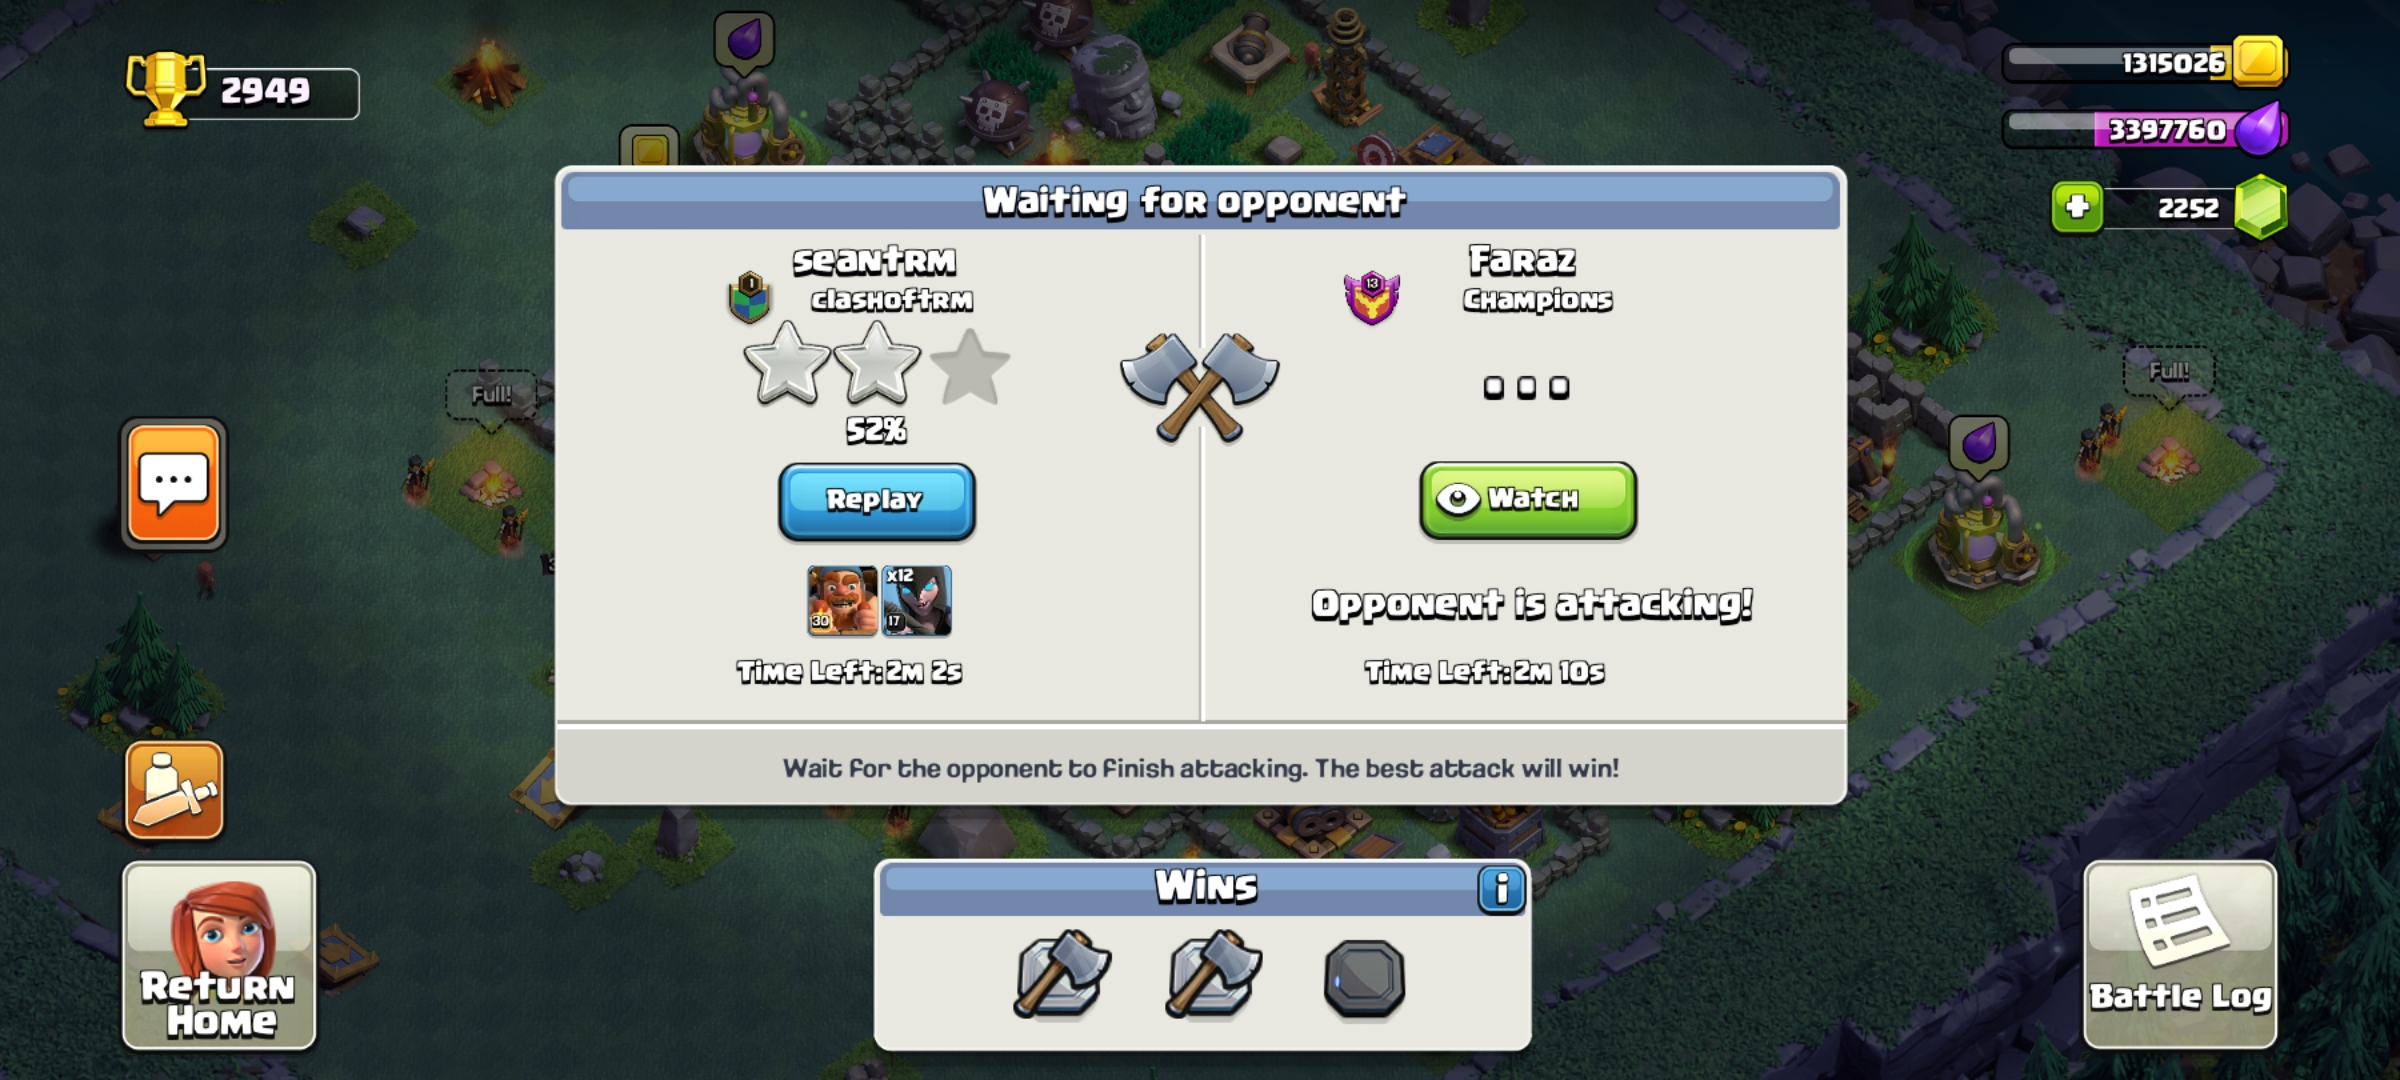 2949
1315026
3397760
2252
Waiting for opponent
seantrm
clashoftrm
1
Faraz
Champions
13
52%
Replay
Watch
Full!
Full!
x12
30
17
Opponent is attacking!
Time Left:2m 2s
Time Left:2m 10s
Wait for the opponent to finish attacking. The best attack will win!
Wins
i
Return
Home
Battle Log